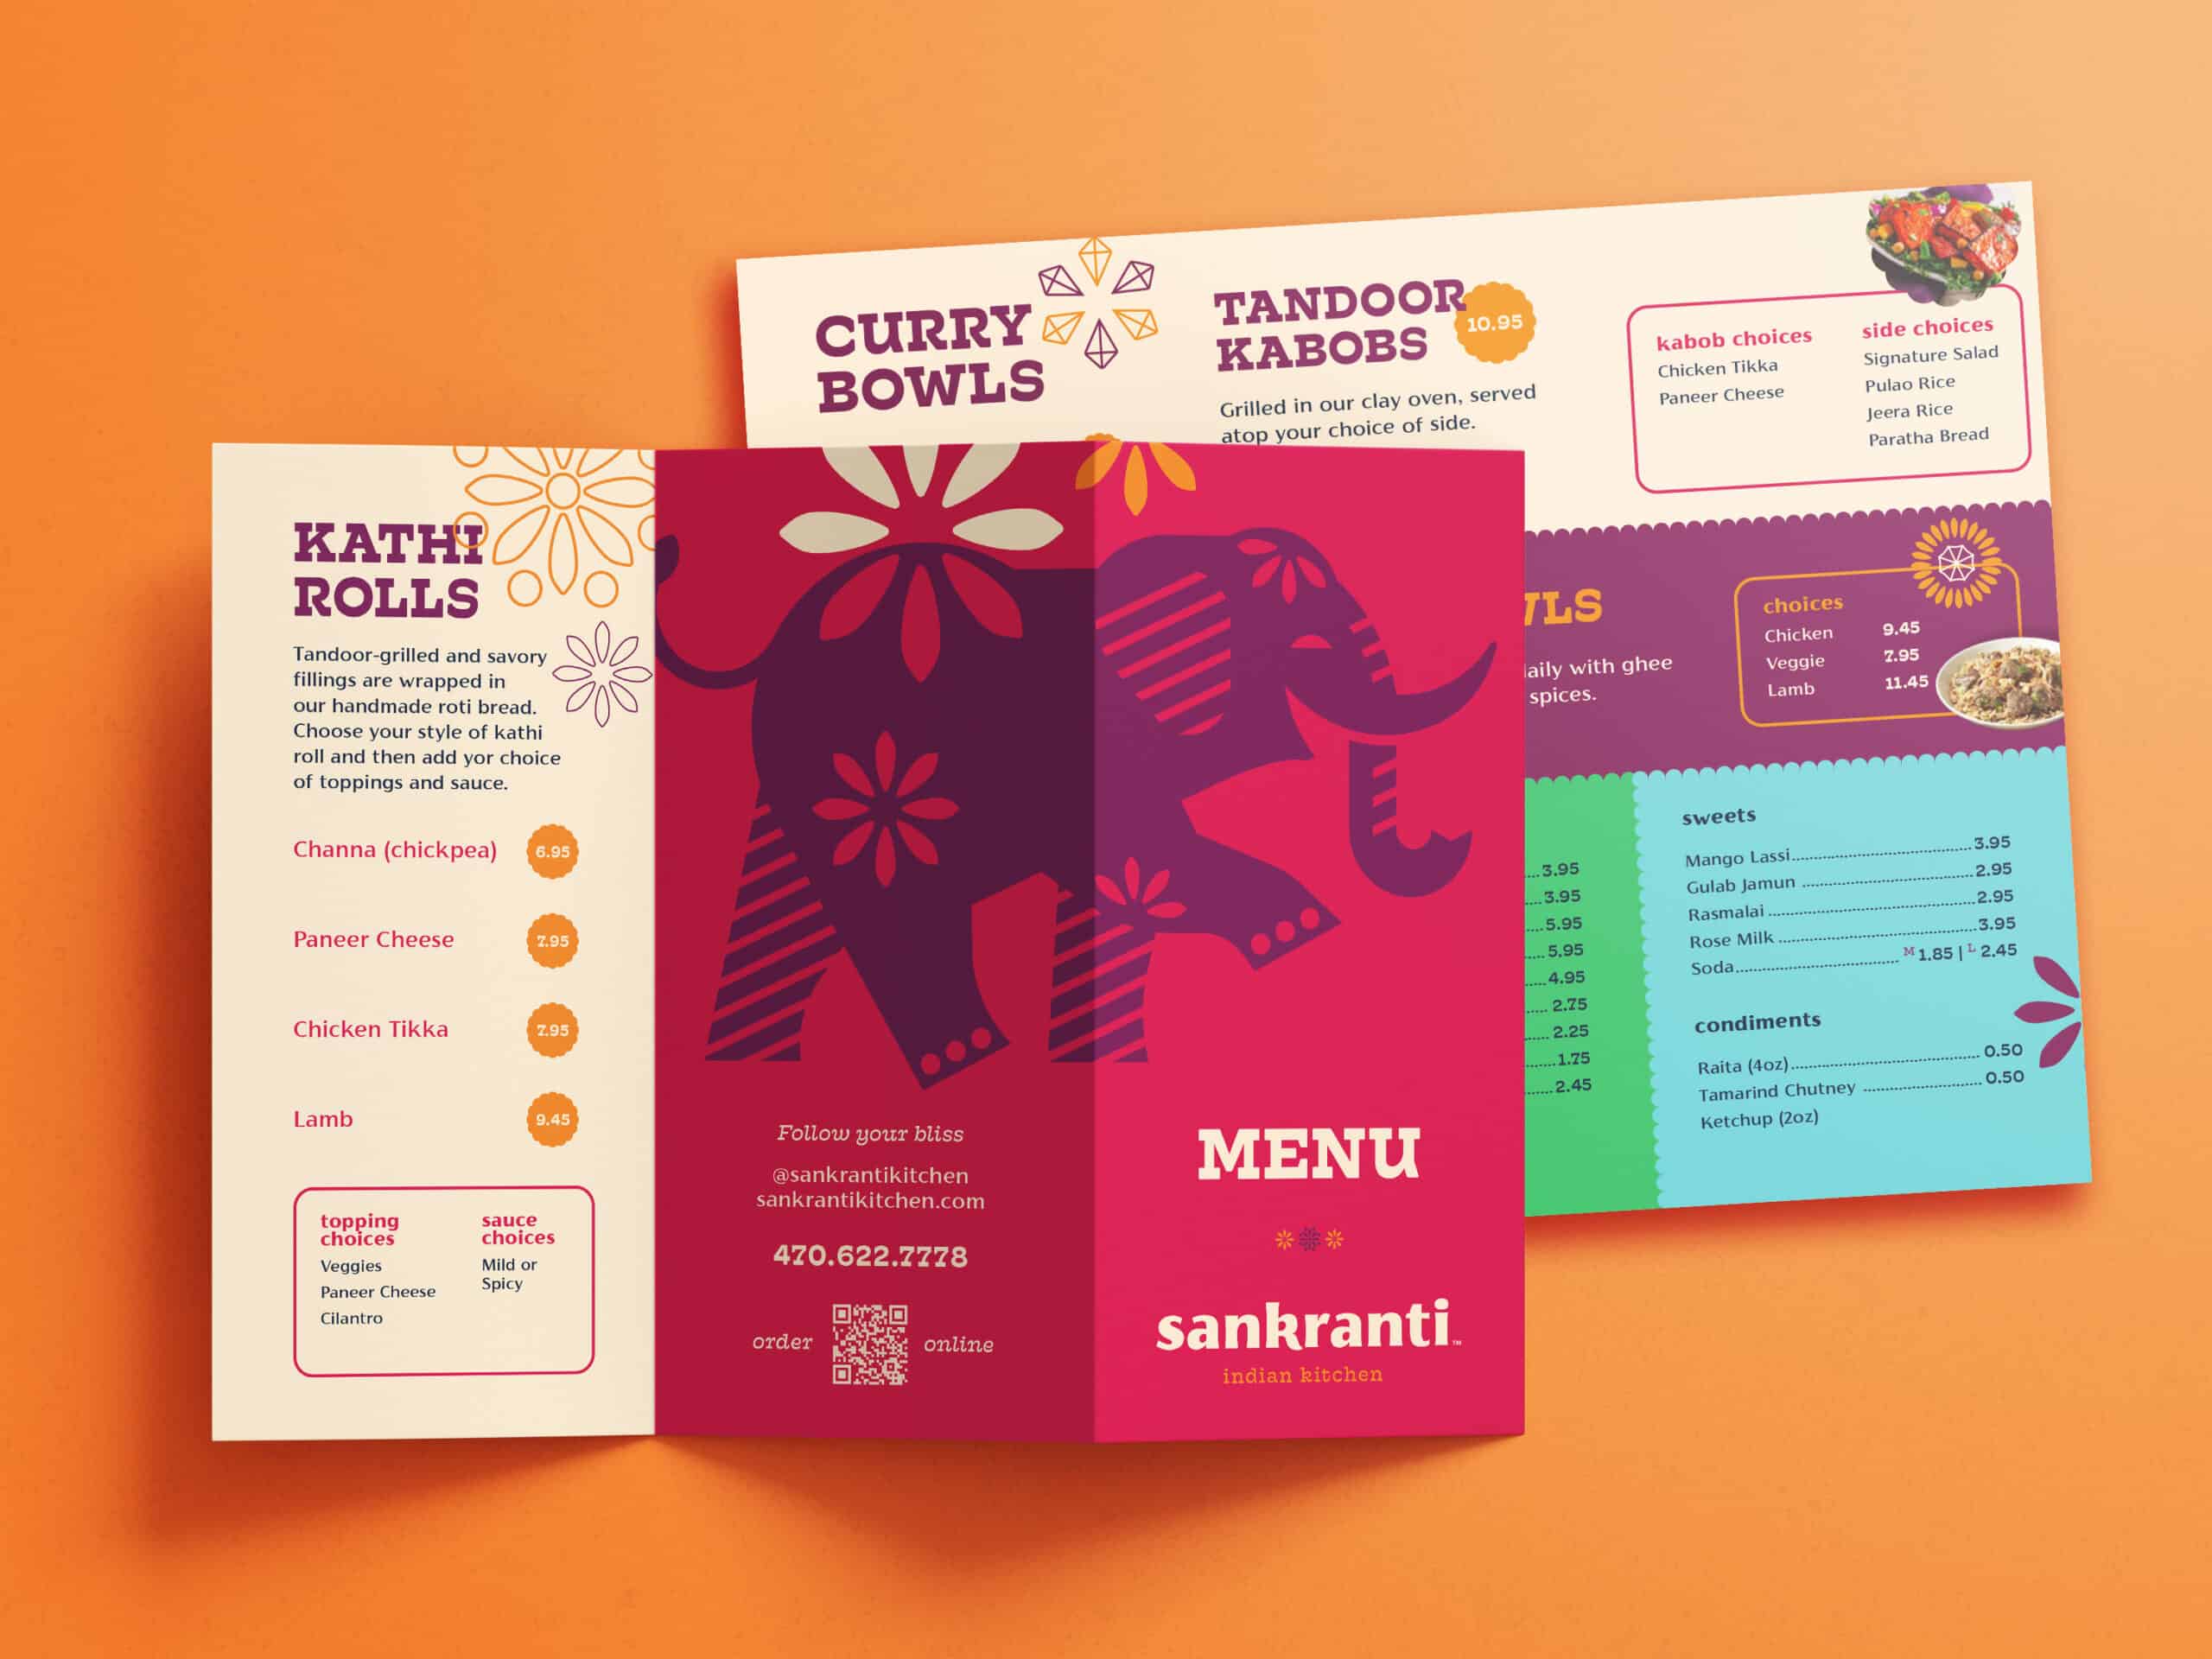 CURRY
BOWLS
TANDOOR
KABOBS
10.95
Grilled in our clay oven, served
atop your choice of side.
kabob choices
Chicken Tikka
Paneer Cheese
side choices
Signature Salad
Pulao Rice
Jeera Rice
Paratha Bread
KATHI
ROLLS
Tandoor-grilled and savory
fillings are wrapped in
our handmade roti bread.
Choose your style of kathi
roll and then add yor choice
of toppings and sauce.
Channa (chickpea) 6.95
Paneer Cheese 7.95
Chicken Tikka 7.95
Lamb 9.45
topping
choices
Veggies
Paneer Cheese
Cilantro
sauce
choices
Mild or
Spicy
Follow your bliss
@sankrantikitchen
sankrantikitchen.com
470.622.7778
order online
MENU
sankranti™
indian kitchen
with ghee
spices.
choices
Chicken 9.45
Veggie 7.95
Lamb 11.45
3.95
3.95
5.95
5.95
4.95
2.75
2.25
1.75
2.45
sweets
Mango Lassi 3.95
Gulab Jamun 2.95
Rasmalai 2.95
Rose Milk 3.95
Soda M 1.85 | L 2.45
condiments
Raita (4oz) 0.50
Tamarind Chutney 0.50
Ketchup (2oz)